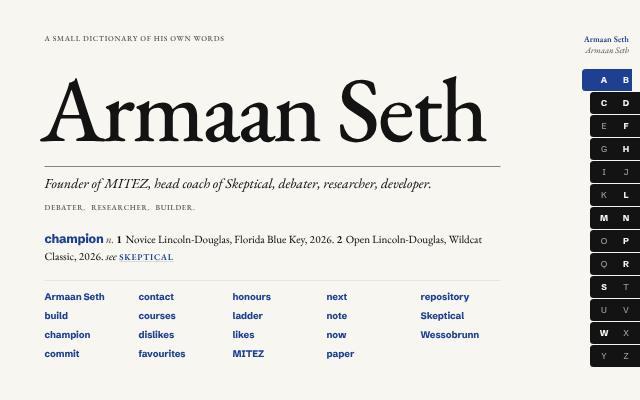 A SMALL DICTIONARY OF HIS OWN WORDS
Armaan Seth
Founder of MITEZ, head coach of Skeptical, debater, researcher, developer.
DEBATER. RESEARCHER. BUILDER.
champion n. 1 Novice Lincoln-Douglas, Florida Blue Key, 2026. 2 Open Lincoln-Douglas, Wildcat
Classic, 2026. see SKEPTICAL
Armaan Seth contact honours next repository
build courses ladder note Skeptical
champion dislikes likes now Wessobrunn
commit favourites MITEZ paper
Armaan Seth
Armaan Seth
A B
C D
E F
G H
I J
K L
M N
O P
Q R
S T
U V
W X
Y Z